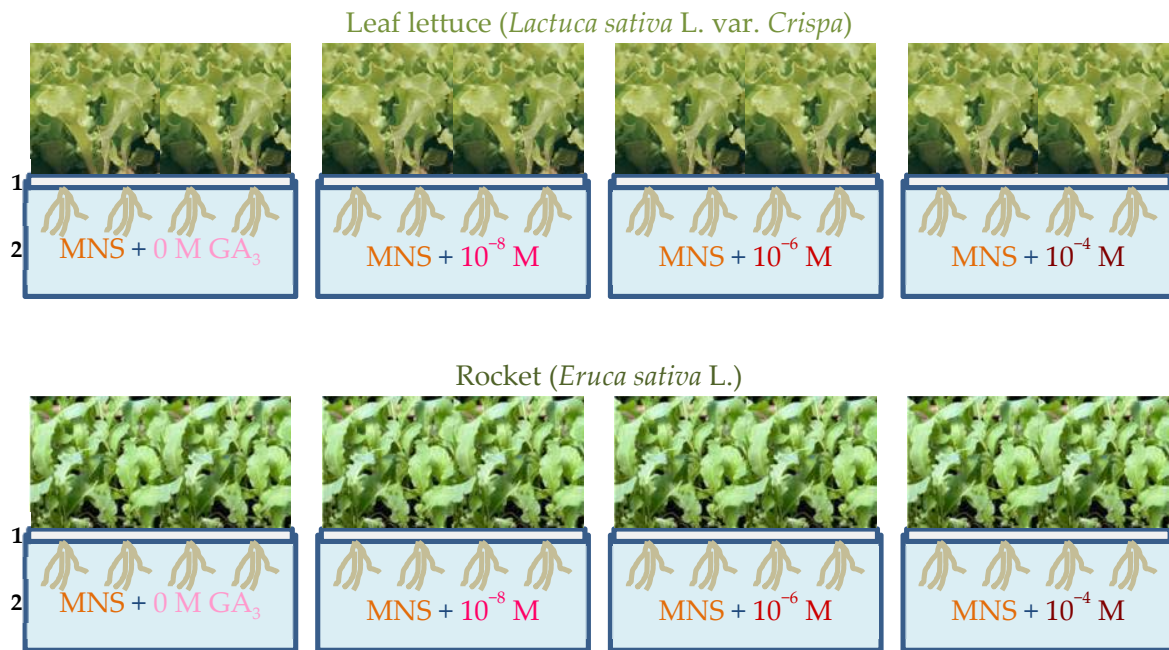 Leaf lettuce (Lactuca sativa L. var. Crispa)
1
2
MNS + 0 M GA₃
MNS + 10⁻⁸ M
MNS + 10⁻⁶ M
MNS + 10⁻⁴ M
Rocket (Eruca sativa L.)
1
2
MNS + 0 M GA₃
MNS + 10⁻⁸ M
MNS + 10⁻⁶ M
MNS + 10⁻⁴ M